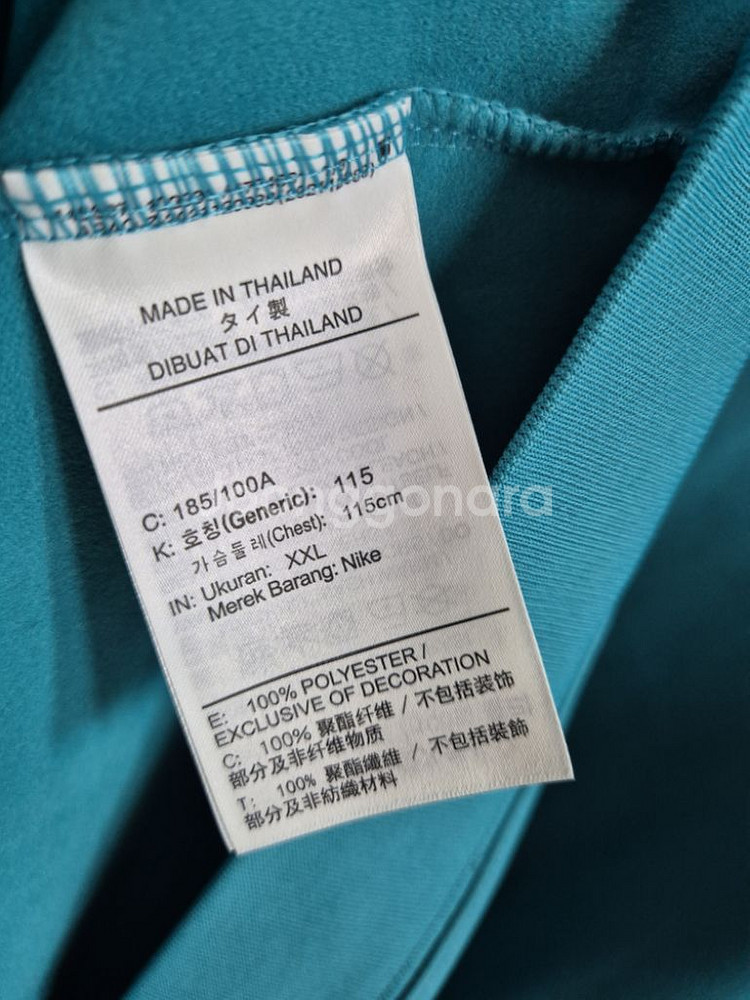 MADE IN THAILAND
タイ製
DIBUAT DI THAILAND
C: 185/100A
K: 호칭(Generic): 115
가슴둘레(Chest): 115cm
IN: Ukuran: XXL
Merek Barang: Nike
E: 100% POLYESTER /
EXCLUSIVE OF DECORATION
C: 100% 聚酯纤维 / 不包括装饰
部分及非纤维物质
T: 100% 聚酯纖維 / 不包括裝飾
部分及非紡織材料